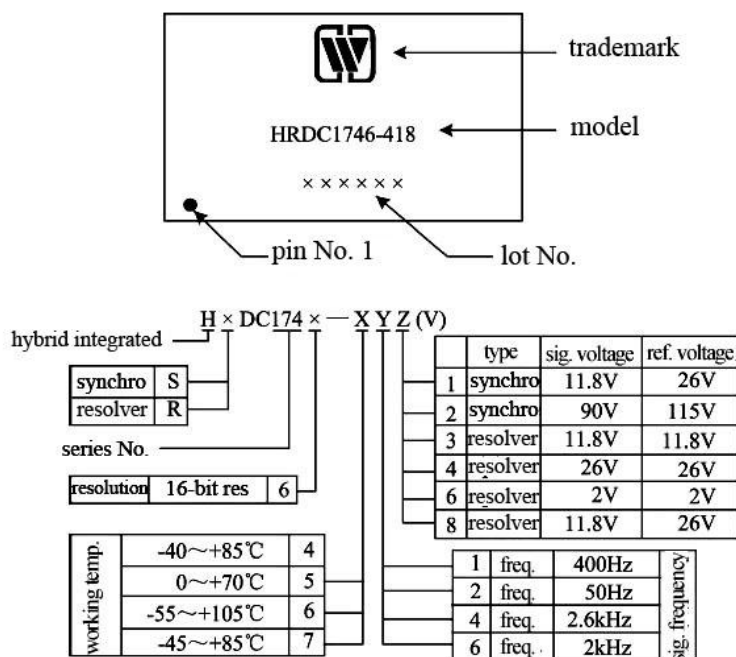 trademark
HRDC1746-418
model
××××××
pin No. 1
lot No.
H × DC174 × — X Y Z (V)
hybrid integrated
synchro S
resolver R
series No.
resolution 16-bit res 6
working temp.
-40~+85℃ 4
0~+70℃ 5
-55~+105℃ 6
-45~+85℃ 7
type sig. voltage ref. voltage
1 synchro 11.8V 26V
2 synchro 90V 115V
3 resolver 11.8V 11.8V
4 resolver 26V 26V
6 resolver 2V 2V
8 resolver 11.8V 26V
1 freq. 400Hz
2 freq. 50Hz
4 freq. 2.6kHz
6 freq. 2kHz
sig. frequency